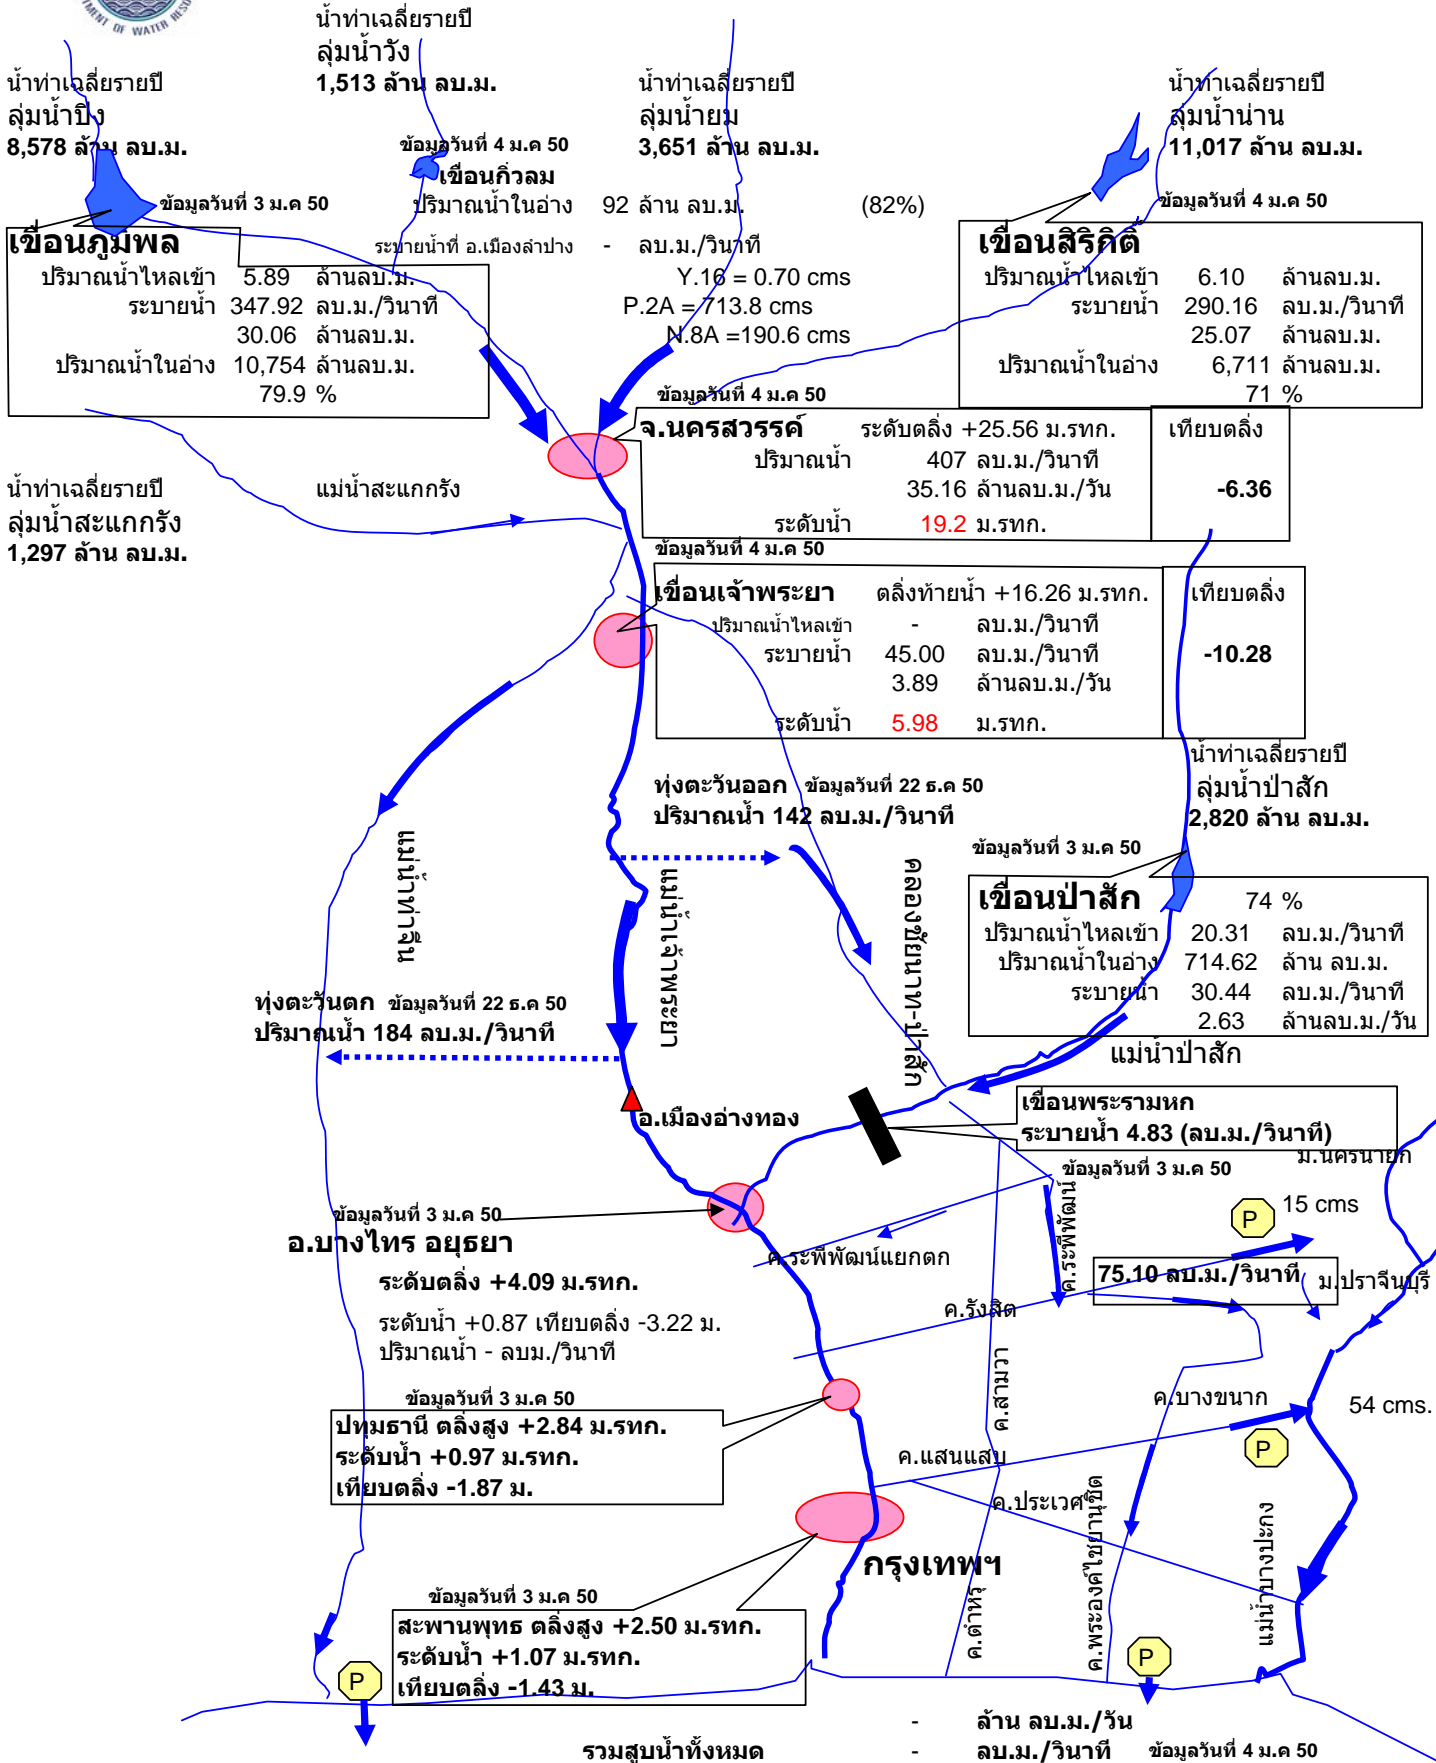 MENT OF WATER RESO
น้ำท่าเฉลี่ยรายปี
ลุ่มน้ำวัง
1,513 ล้าน ลบ.ม.
น้ำท่าเฉลี่ยรายปี
ลุ่มน้ำปิง
8,578 ล้าน ลบ.ม.
น้ำท่าเฉลี่ยรายปี
ลุ่มน้ำยม
3,651 ล้าน ลบ.ม.
น้ำท่าเฉลี่ยรายปี
ลุ่มน้ำน่าน
11,017 ล้าน ลบ.ม.
ข้อมูลวันที่ 4 ม.ค 50
เขื่อนกิ่วลม
ปริมาณน้ำในอ่าง 92 ล้าน ลบ.ม. (82%)
ระบายน้ำที่ อ.เมืองลำปาง - ลบ.ม./วินาที
Y.16 = 0.70 cms
P.2A = 713.8 cms
N.8A =190.6 cms
ข้อมูลวันที่ 3 ม.ค 50
เขื่อนภูมิพล
ปริมาณน้ำไหลเข้า 5.89 ล้านลบ.ม.
ระบายน้ำ 347.92 ลบ.ม./วินาที
30.06 ล้านลบ.ม.
ปริมาณน้ำในอ่าง 10,754 ล้านลบ.ม.
79.9 %
ข้อมูลวันที่ 4 ม.ค 50
เขื่อนสิริกิติ์
ปริมาณน้ำไหลเข้า 6.10 ล้านลบ.ม.
ระบายน้ำ 290.16 ลบ.ม./วินาที
25.07 ล้านลบ.ม.
ปริมาณน้ำในอ่าง 6,711 ล้านลบ.ม.
71 %
ข้อมูลวันที่ 4 ม.ค 50
จ.นครสวรรค์ ระดับตลิ่ง +25.56 ม.รทก. เทียบตลิ่ง
ปริมาณน้ำ 407 ลบ.ม./วินาที
35.16 ล้านลบ.ม./วัน -6.36
ระดับน้ำ 19.2 ม.รทก.
น้ำท่าเฉลี่ยรายปี
ลุ่มน้ำสะแกกรัง
1,297 ล้าน ลบ.ม.
แม่น้ำสะแกกรัง
ข้อมูลวันที่ 4 ม.ค 50
เขื่อนเจ้าพระยา ตลิ่งท้ายน้ำ +16.26 ม.รทก. เทียบตลิ่ง
ปริมาณน้ำไหลเข้า - ลบ.ม./วินาที
ระบายน้ำ 45.00 ลบ.ม./วินาที -10.28
3.89 ล้านลบ.ม./วัน
ระดับน้ำ 5.98 ม.รทก.
น้ำท่าเฉลี่ยรายปี
ลุ่มน้ำป่าสัก
2,820 ล้าน ลบ.ม.
ทุ่งตะวันออก ข้อมูลวันที่ 22 ธ.ค 50
ปริมาณน้ำ 142 ลบ.ม./วินาที
แม่น้ำท่าจีน
แม่น้ำเจ้าพระยา
คลองชัยนาท-ป่าสัก
ข้อมูลวันที่ 3 ม.ค 50
เขื่อนป่าสัก 74 %
ปริมาณน้ำไหลเข้า 20.31 ลบ.ม./วินาที
ปริมาณน้ำในอ่าง 714.62 ล้าน ลบ.ม.
ระบายน้ำ 30.44 ลบ.ม./วินาที
2.63 ล้านลบ.ม./วัน
แม่น้ำป่าสัก
ทุ่งตะวันตก ข้อมูลวันที่ 22 ธ.ค 50
ปริมาณน้ำ 184 ลบ.ม./วินาที
อ.เมืองอ่างทอง
เขื่อนพระรามหก
ระบายน้ำ 4.83 (ลบ.ม./วินาที)
ข้อมูลวันที่ 3 ม.ค 50
ม.นครนายก
P 15 cms
ข้อมูลวันที่ 3 ม.ค 50
อ.บางไทร อยุธยา
ระดับตลิ่ง +4.09 ม.รทก.
ระดับน้ำ +0.87 เทียบตลิ่ง -3.22 ม.
ปริมาณน้ำ - ลบม./วินาที
ค.ระพีพัฒน์แยกตก
ค.ระพีพัฒน์
75.10 ลบ.ม./วินาที
ม.ปราจีนบุรี
ค.รังสิต
ค.สามวา
ค.บางขนาก
54 cms.
P
ข้อมูลวันที่ 3 ม.ค 50
ปทุมธานี ตลิ่งสูง +2.84 ม.รทก.
ระดับน้ำ +0.97 ม.รทก.
เทียบตลิ่ง -1.87 ม.
ค.แสนแสบ
ค.ประเวศ
ค.พระองค์ไชยานุชิต
แม่น้ำบางปะกง
กรุงเทพฯ
ค.ด่าหรุ
ข้อมูลวันที่ 3 ม.ค 50
สะพานพุทธ ตลิ่งสูง +2.50 ม.รทก.
ระดับน้ำ +1.07 ม.รทก.
เทียบตลิ่ง -1.43 ม.
P
P
- ล้าน ลบ.ม./วัน
รวมสูบน้ำทั้งหมด - ลบ.ม./วินาที ข้อมูลวันที่ 4 ม.ค 50